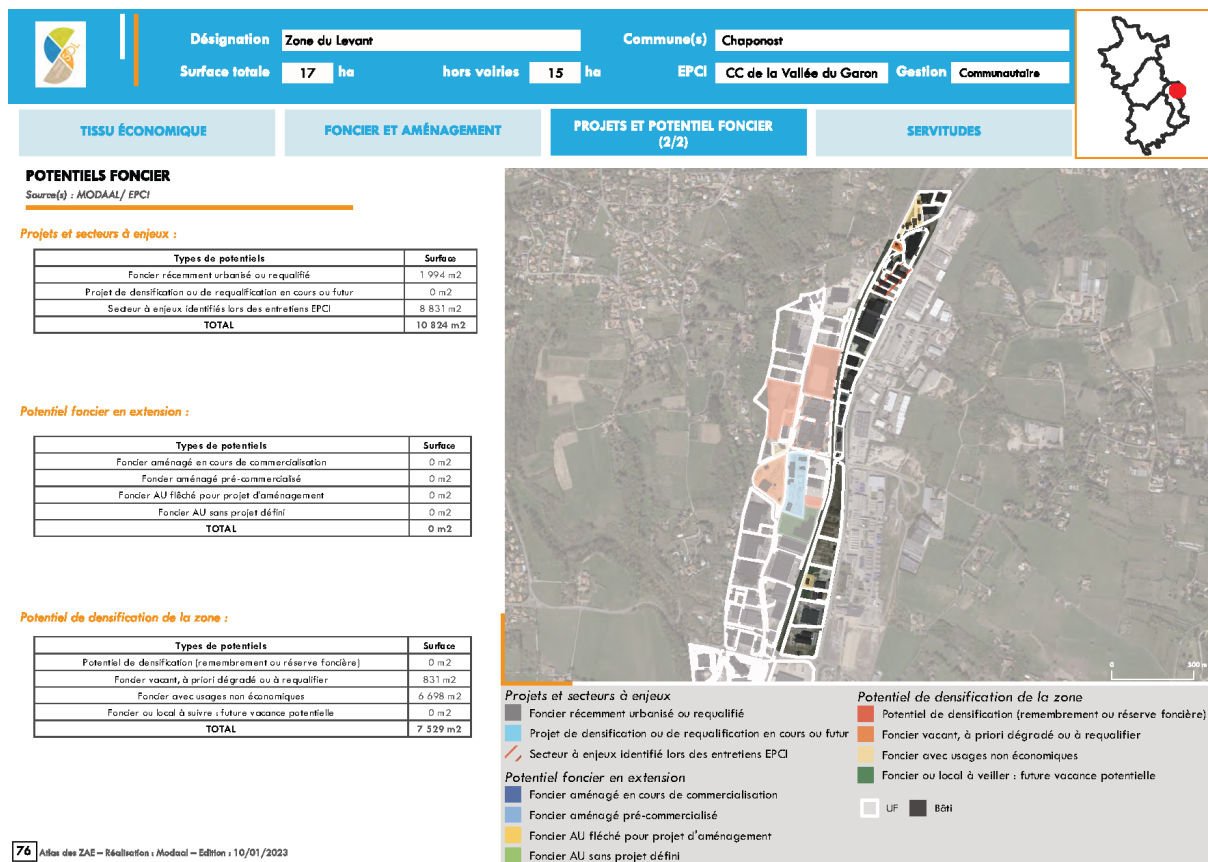 Désignation Zone du Levant Commune(s) Chaponost
Surface totale 17 ha hors voiries 15 ha EPCI CC de la Vallée du Garon Gestion Communautaire
TISSU ÉCONOMIQUE
FONCIER ET AMÉNAGEMENT
PROJETS ET POTENTIEL FONCIER
(2/2)
SERVITUDES
POTENTIELS FONCIER
Source(s) : MODAAL/ EPCI
Projets et secteurs à enjeux :
Types de potentiels Surface
Foncier récemment urbanisé ou requalifié 1 994 m2
Projet de densification ou de requalification en cours ou futur 0 m2
Secteur à enjeux identifiés lors des entretiens EPCI 8 831 m2
TOTAL 10 824 m2
Potentiel foncier en extension :
Types de potentiels Surface
Foncier aménagé en cours de commercialisation 0 m2
Foncier aménagé pré-commercialisé 0 m2
Foncier AU flêché pour projet d'aménagement 0 m2
Foncier AU sans projet défini 0 m2
TOTAL 0 m2
Potentiel de densification de la zone :
Types de potentiels Surface
Potentiel de densification (remembrement ou réserve foncière) 0 m2
Foncier vacant, à priori dégradé ou à requalifier 831 m2
Foncier avec usages non économiques 6 698 m2
Foncier ou local à suivre : future vacance potentielle 0 m2
TOTAL 7 529 m2
0 300 m
Projets et secteurs à enjeux
Foncier récemment urbanisé ou requalifié
Projet de densification ou de requalification en cours ou futur
Secteur à enjeux identifié lors des entretiens EPCI
Potentiel foncier en extension
Foncier aménagé en cours de commercialisation
Foncier aménagé pré-commercialisé
Foncier AU fléché pour projet d'aménagement
Foncier AU sans projet défini
Potentiel de densification de la zone
Potentiel de densification (remembrement ou réserve foncière)
Foncier vacant, à priori dégradé ou à requalifier
Foncier avec usages non économiques
Foncier ou local à veiller : future vacance potentielle
UF Bâti
76 Atlas des ZAE – Réalisation : Modaal – Edition : 10/01/2023